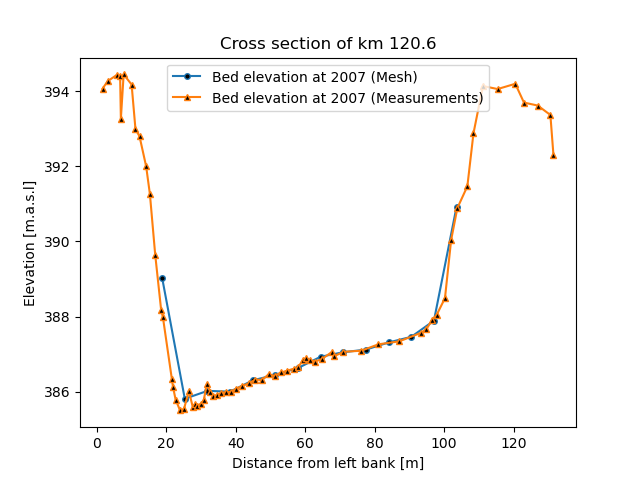 Cross section of km 120.6
Bed elevation at 2007 (Mesh)
Bed elevation at 2007 (Measurements)
Elevation [m.a.s.l]
394
392
390
388
386
0 20 40 60 80 100 120
Distance from left bank [m]